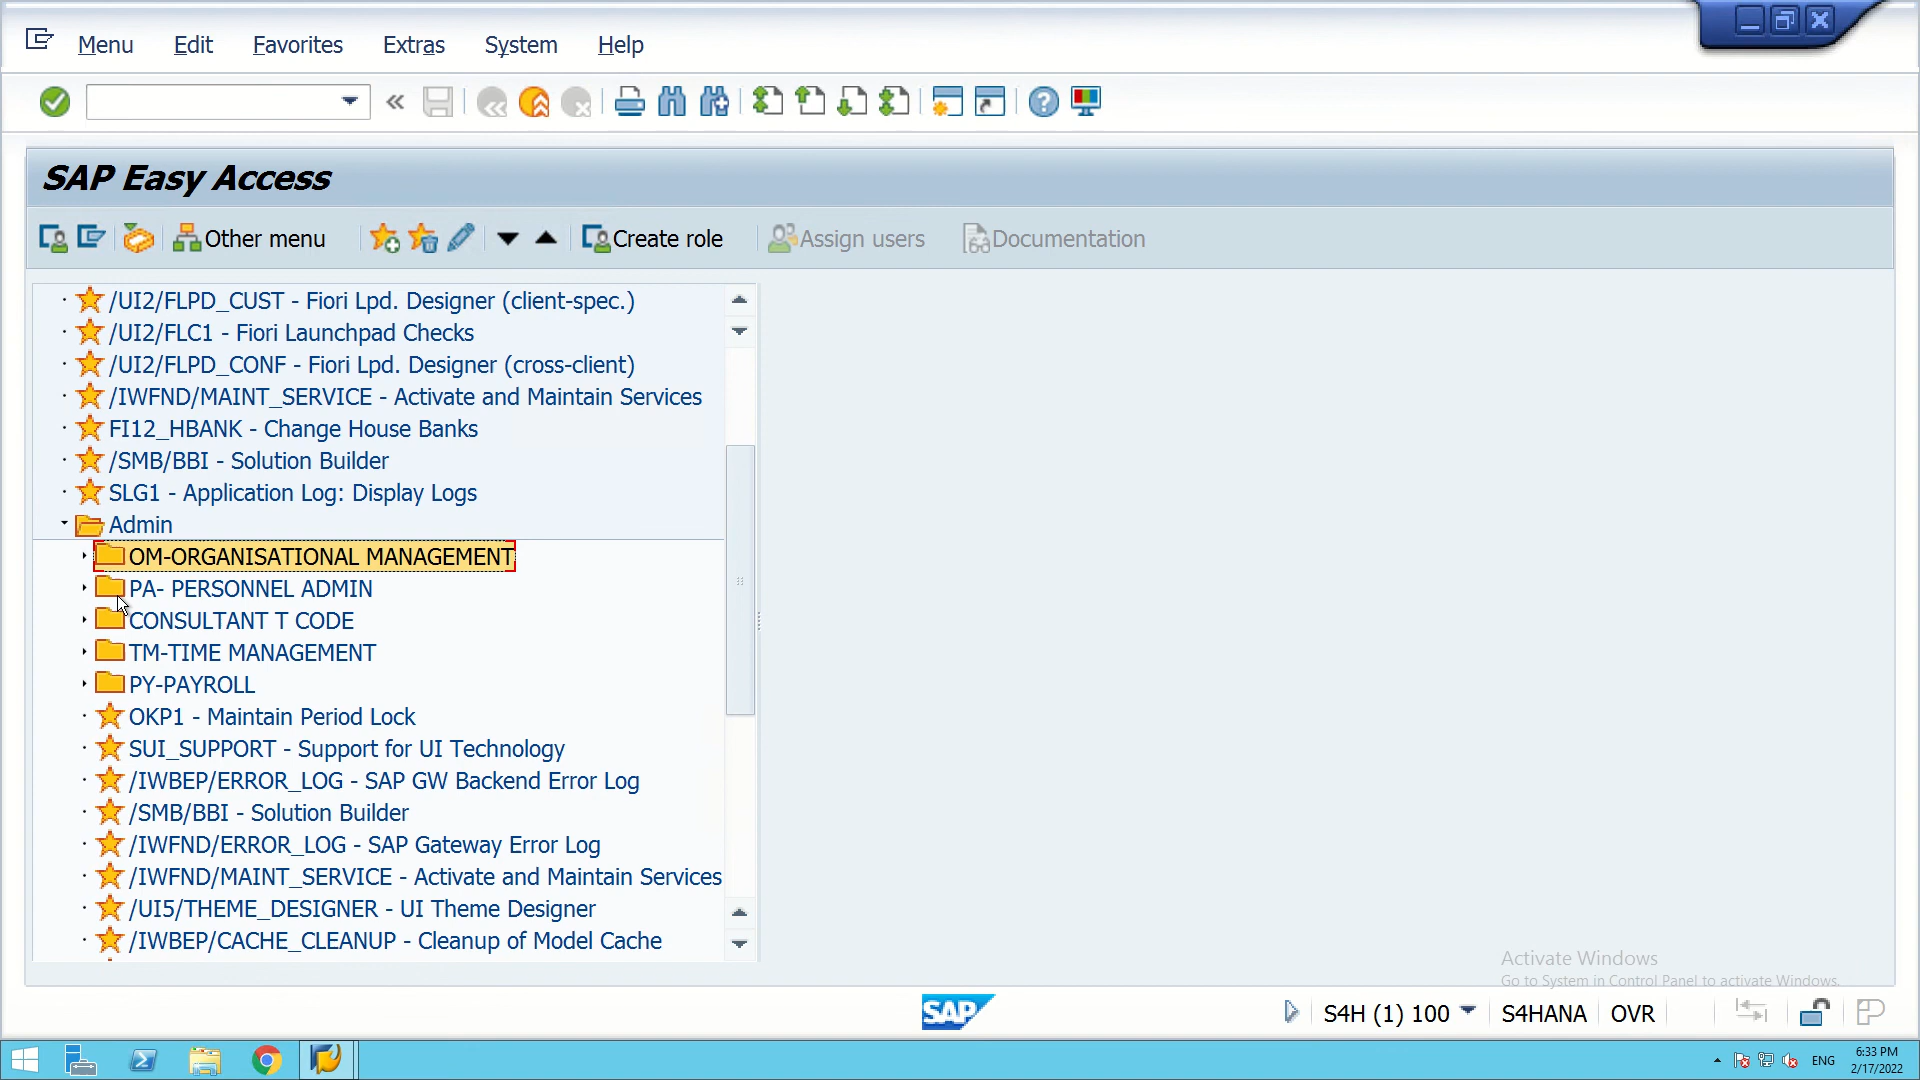 Menu Edit Favorites Extras System Help
SAP Easy Access
Other menu Create role Assign users Documentation
/UI2/FLPD_CUST - Fiori Lpd. Designer (client-spec.)
/UI2/FLC1 - Fiori Launchpad Checks
/UI2/FLPD_CONF - Fiori Lpd. Designer (cross-client)
/IWFND/MAINT_SERVICE - Activate and Maintain Services
FI12_HBANK - Change House Banks
/SMB/BBI - Solution Builder
SLG1 - Application Log: Display Logs
Admin
OM-ORGANISATIONAL MANAGEMENT
PA- PERSONNEL ADMIN
CONSULTANT T CODE
TM-TIME MANAGEMENT
PY-PAYROLL
OKP1 - Maintain Period Lock
SUI_SUPPORT - Support for UI Technology
/IWBEP/ERROR_LOG - SAP GW Backend Error Log
/SMB/BBI - Solution Builder
/IWFND/ERROR_LOG - SAP Gateway Error Log
/IWFND/MAINT_SERVICE - Activate and Maintain Services
/UI5/THEME_DESIGNER - UI Theme Designer
/IWBEP/CACHE_CLEANUP - Cleanup of Model Cache
Activate Windows
Go to System in Control Panel to activate Windows.
SAP S4H (1) 100 S4HANA OVR
ENG 6:33 PM
2/17/2022